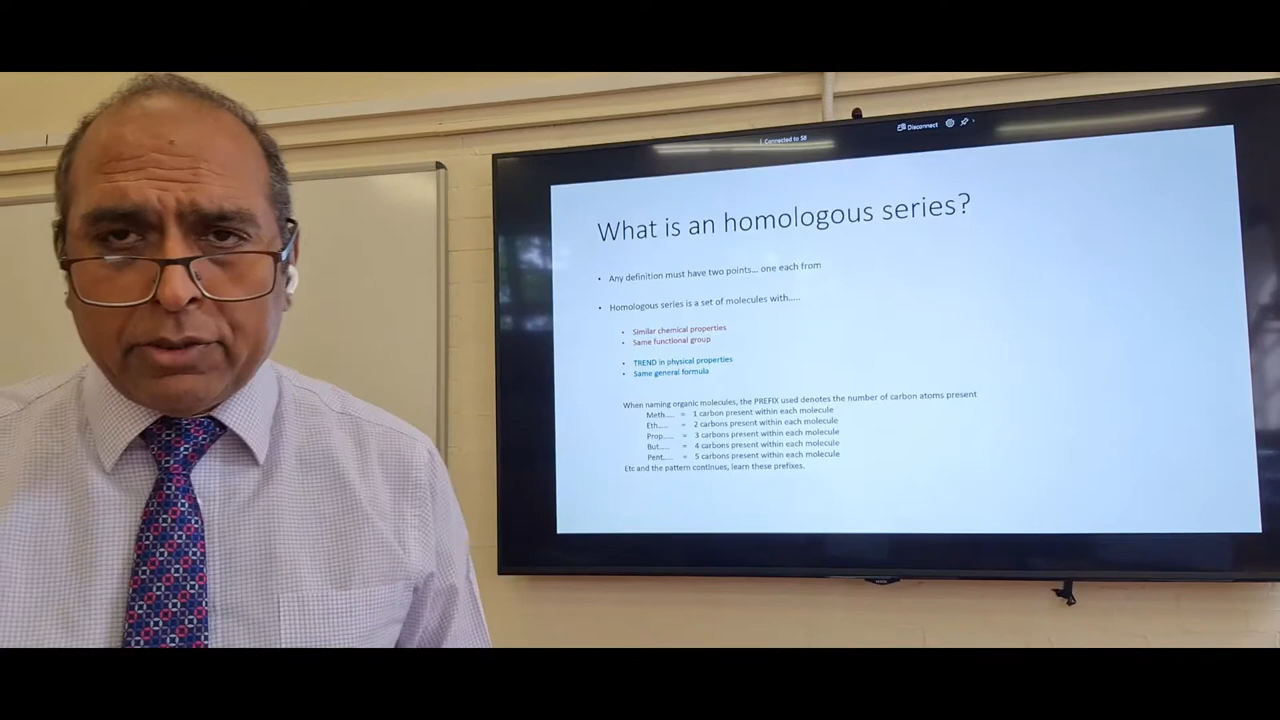 Connected to S8
Disconnect
What is an homologous series?
• Any definition must have two points... one each from
• Homologous series is a set of molecules with.....
• Similar chemical properties
• Same functional group
• TREND in physical properties
• Same general formula
When naming organic molecules, the PREFIX used denotes the number of carbon atoms present
Meth..... = 1 carbon present within each molecule
Eth..... = 2 carbons present within each molecule
Prop..... = 3 carbons present within each molecule
But..... = 4 carbons present within each molecule
Pent..... = 5 carbons present within each molecule
Etc and the pattern continues, learn these prefixes.